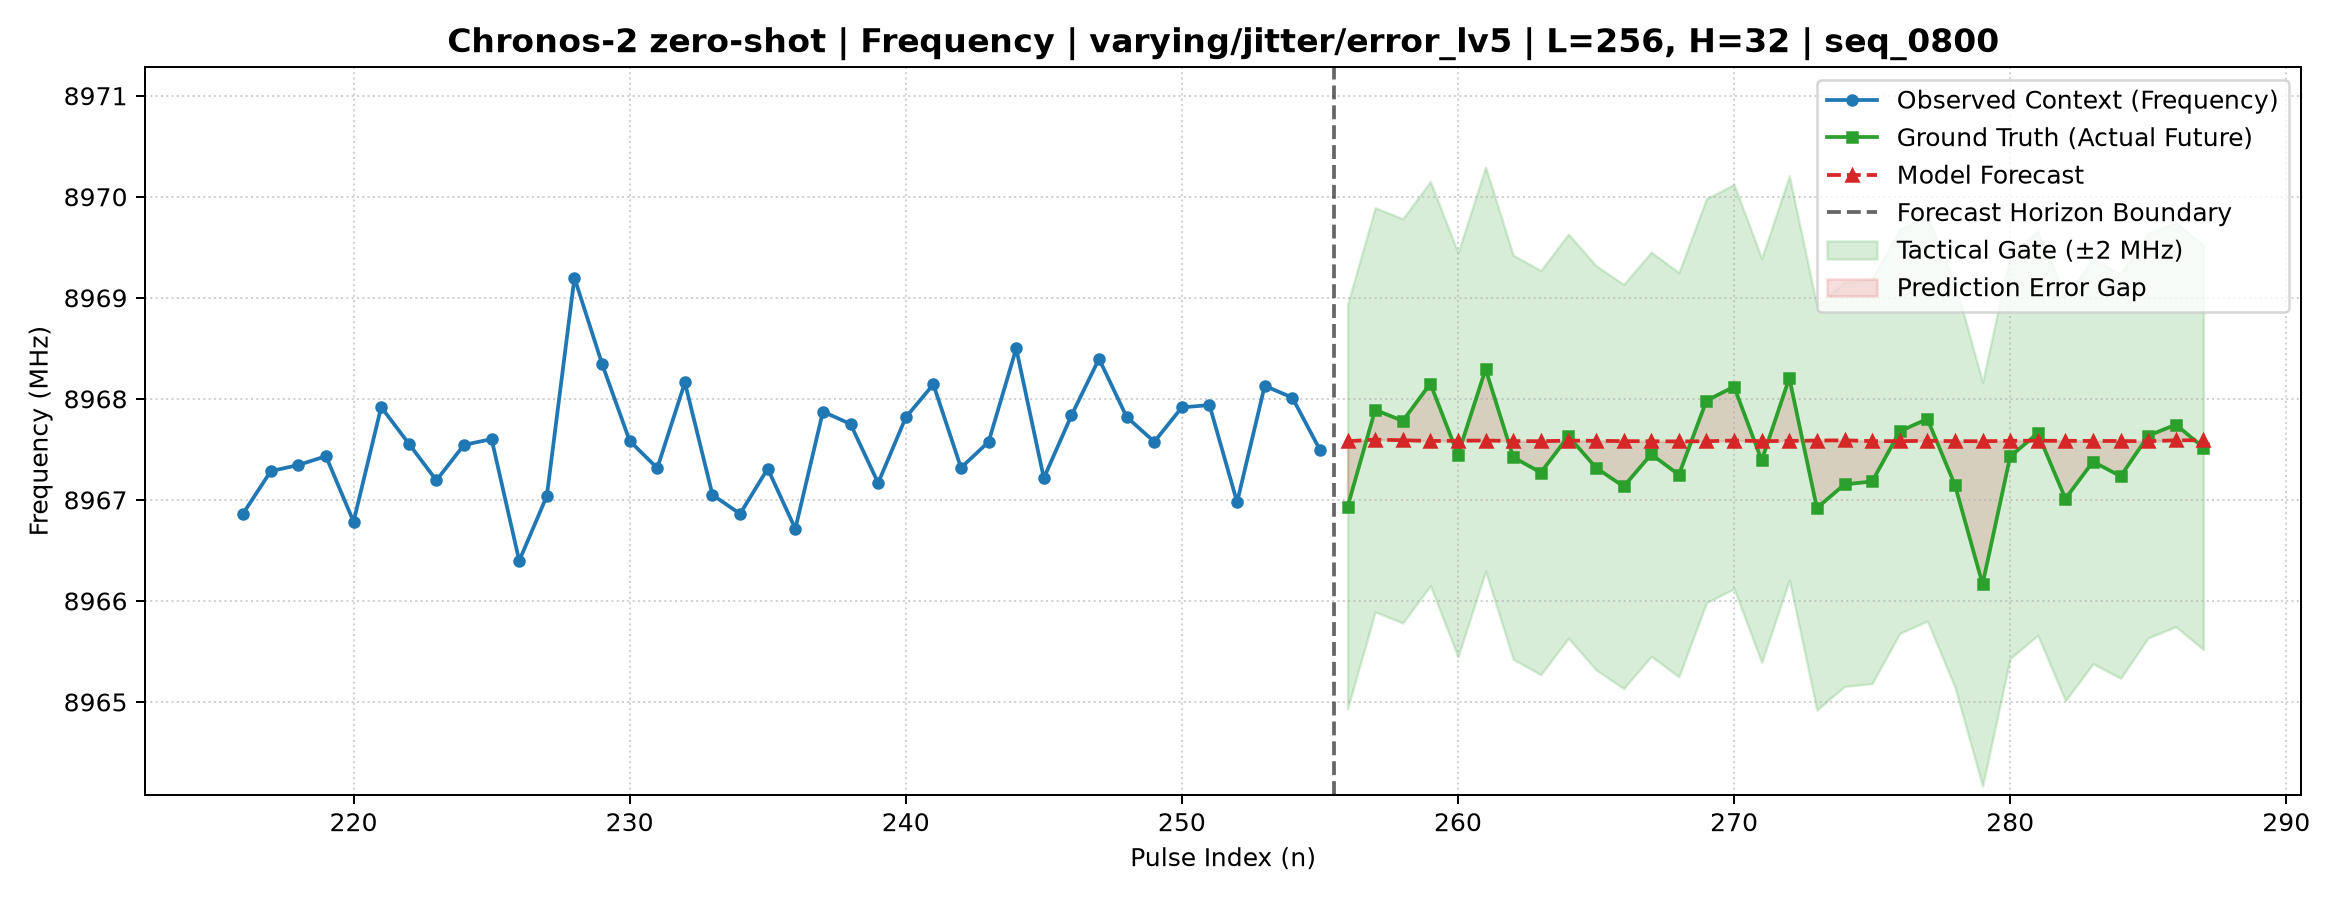 Chronos-2 zero-shot | Frequency | varying/jitter/error_lv5 | L=256, H=32 | seq_0800
Frequency (MHz)
8971
8970
8969
8968
8967
8966
8965
Observed Context (Frequency)
Ground Truth (Actual Future)
Model Forecast
Forecast Horizon Boundary
Tactical Gate (±2 MHz)
Prediction Error Gap
220 230 240 250 260 270 280 290
Pulse Index (n)